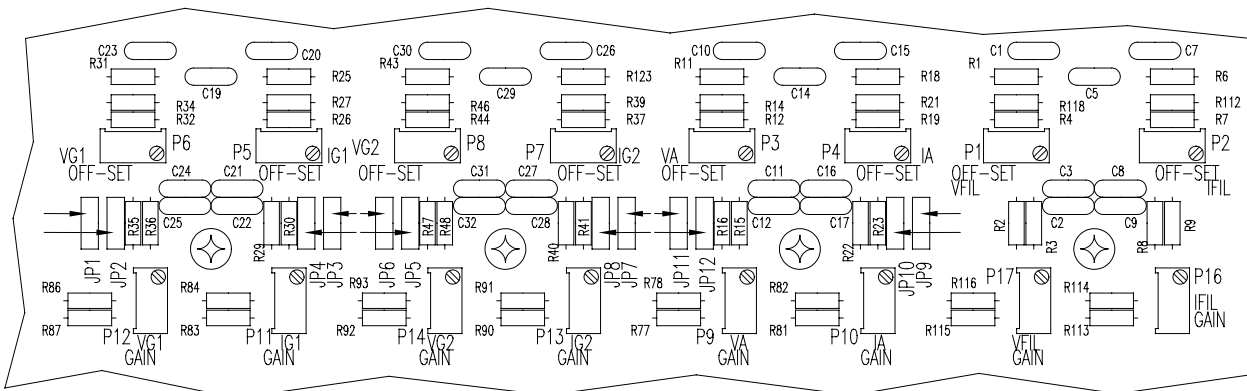 C23 C20 C30 C26 C10 C15 C1 C7
R31 R25 R43 R123 R11 R18 R1 R6
C19 C29 C14 C5
R34 R27 R46 R39 R14 R21 R118 R112
R32 R26 R44 R37 R12 R19 R4 R7
P6 P5 P8 P7 P3 P4 P1 P2
VG1 IG1 VG2 IG2 VA IA
OFF-SET OFF-SET OFF-SET OFF-SET OFF-SET OFF-SET OFF-SET OFF-SET
VFIL IFIL
C24 C21 C31 C27 C11 C16 C3 C8
C25 C22 C32 C28 C12 C17 C2 C9
R35 R36 R29 R30 R47 R48 R40 R41 R16 R15 R22 R23 R2 R3 R8 R9
JP1 JP2 JP4 JP3 JP6 JP5 JP8 JP7 JP11 JP12 JP10 JP9
R86 R84 R93 R91 R78 R82 R116 P17 R114 P16
R87 R83 R92 R90 R77 R81 R115 R113
P12 P11 P14 P13 P9 P10
VG1 IG1 VG2 IG2 VA IA VFIL IFIL
GAIN GAIN GAIN GAIN GAIN GAIN GAIN GAIN